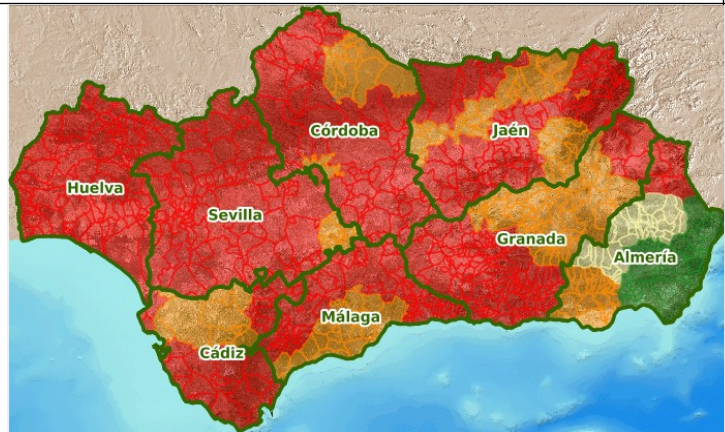 Córdoba
Jaén
Huelva
Sevilla
Granada
Almería
Málaga
Cádiz